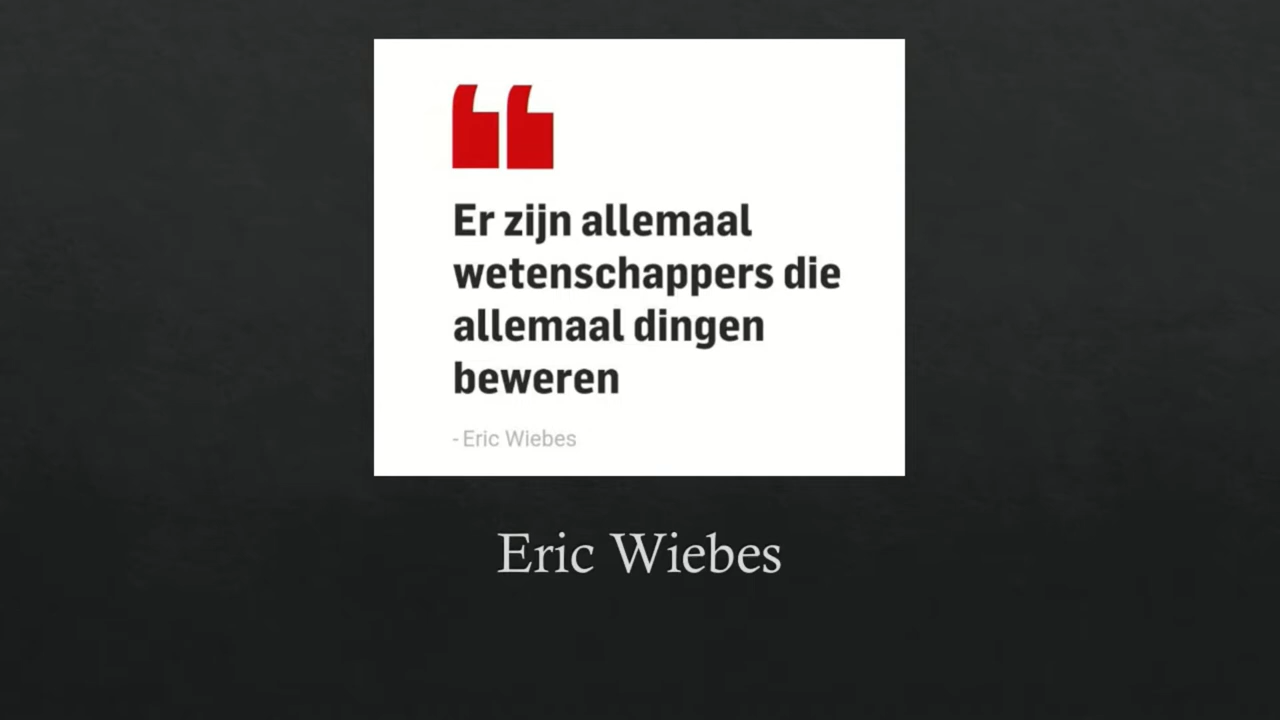 ❝
Er zijn allemaal
wetenschappers die
allemaal dingen
beweren
- Eric Wiebes
Eric Wiebes